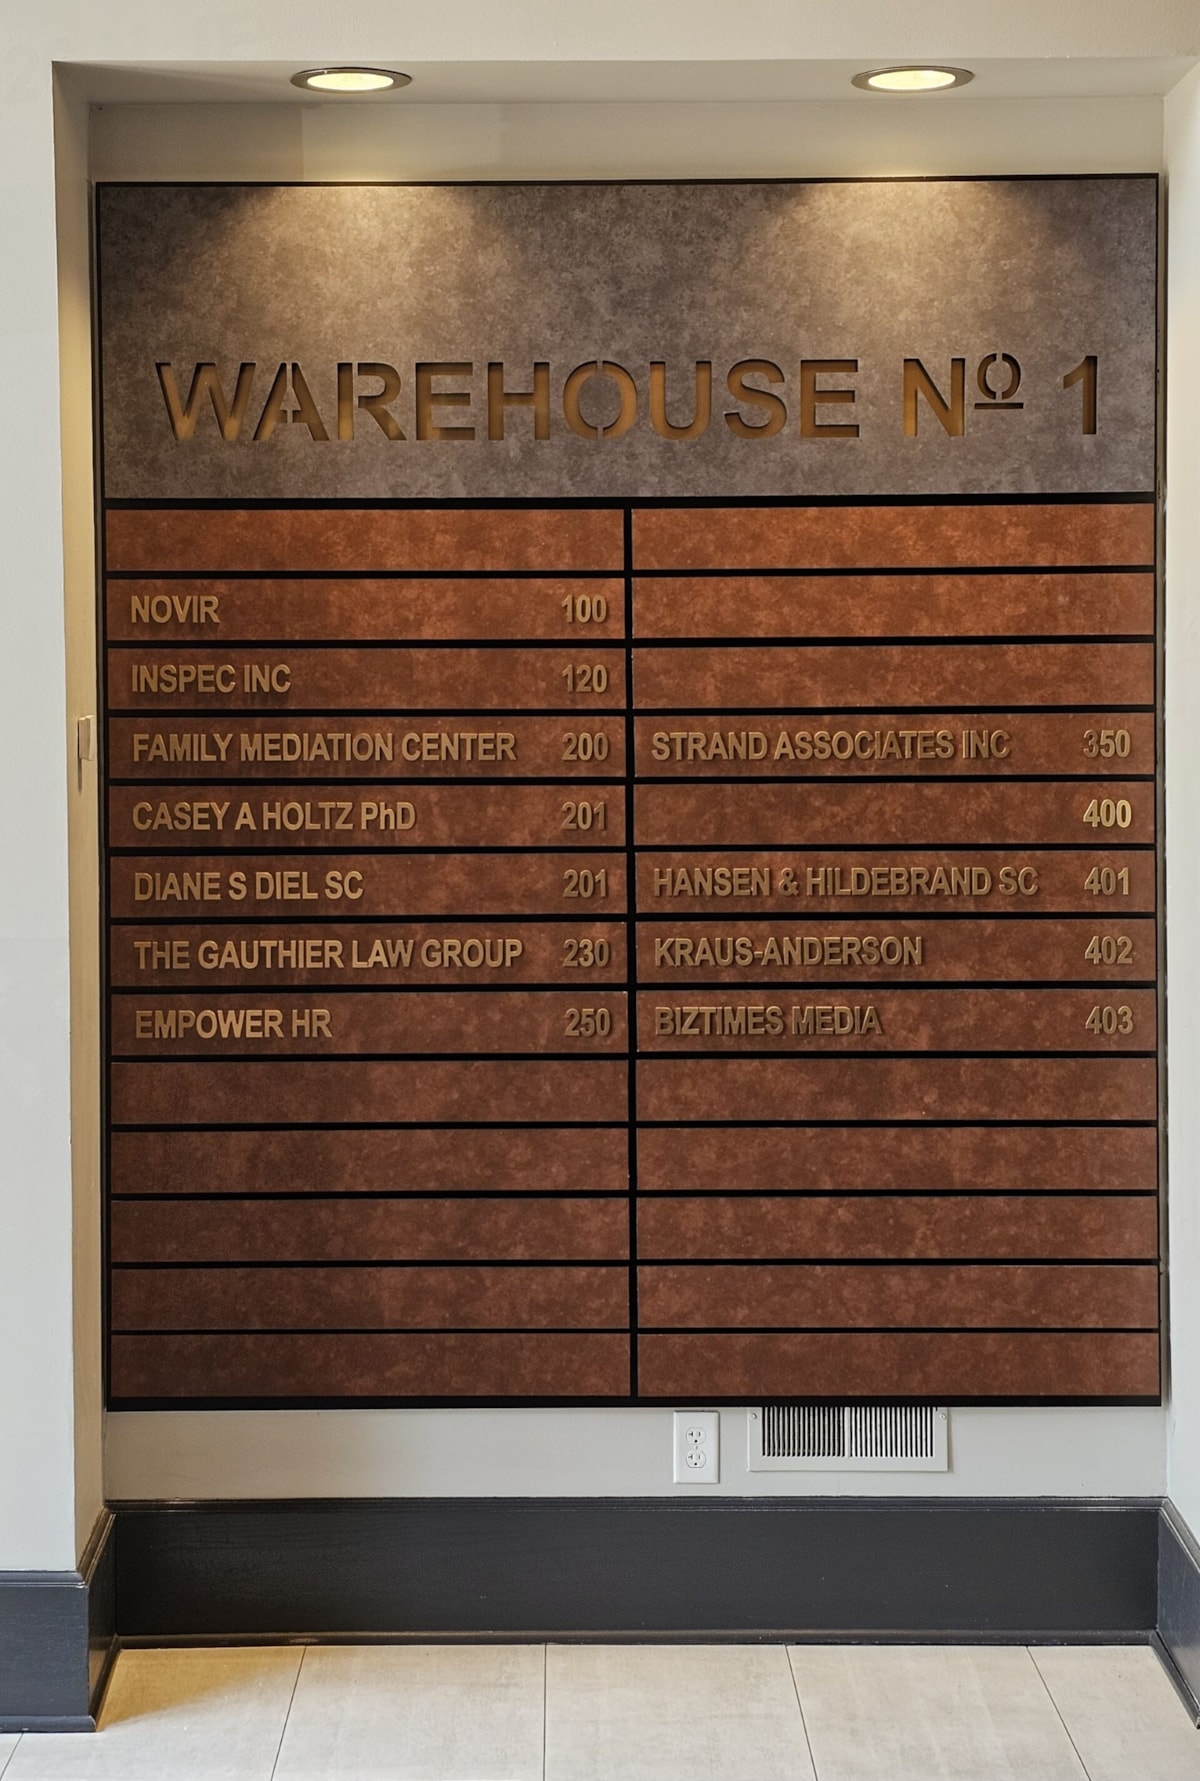 WAREHOUSE Nº 1
NOVIR 100
INSPEC INC 120
FAMILY MEDIATION CENTER 200
CASEY A HOLTZ PhD 201
DIANE S DIEL SC 201
THE GAUTHIER LAW GROUP 230
EMPOWER HR 250
STRAND ASSOCIATES INC 350
400
HANSEN & HILDEBRAND SC 401
KRAUS-ANDERSON 402
BIZTIMES MEDIA 403